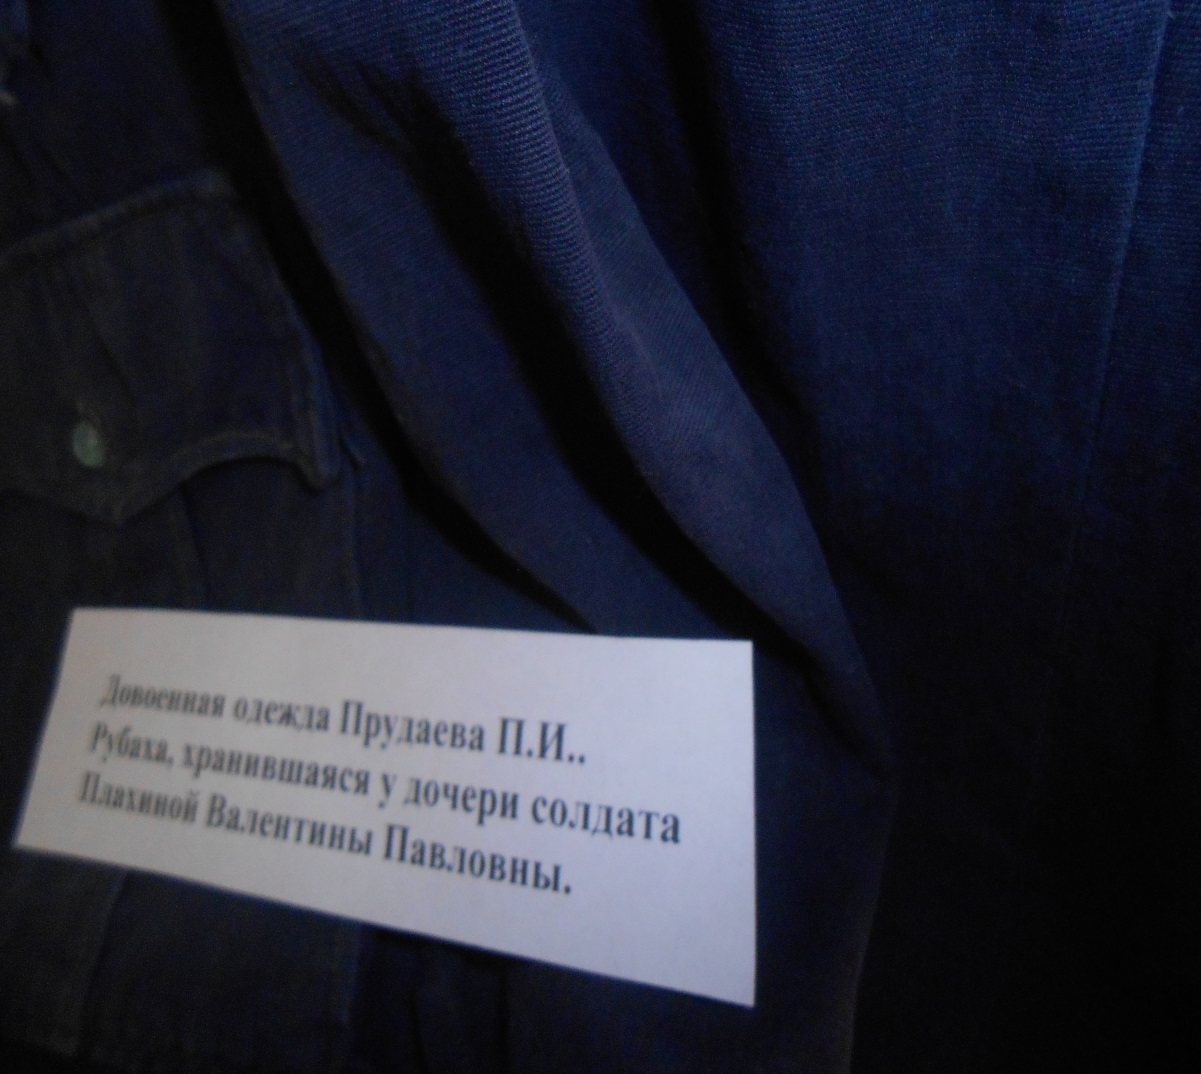 Довоенная одежда Прудаева П.И..
Рубаха, хранившаяся у дочери солдата
Плахиной Валентины Павловны.